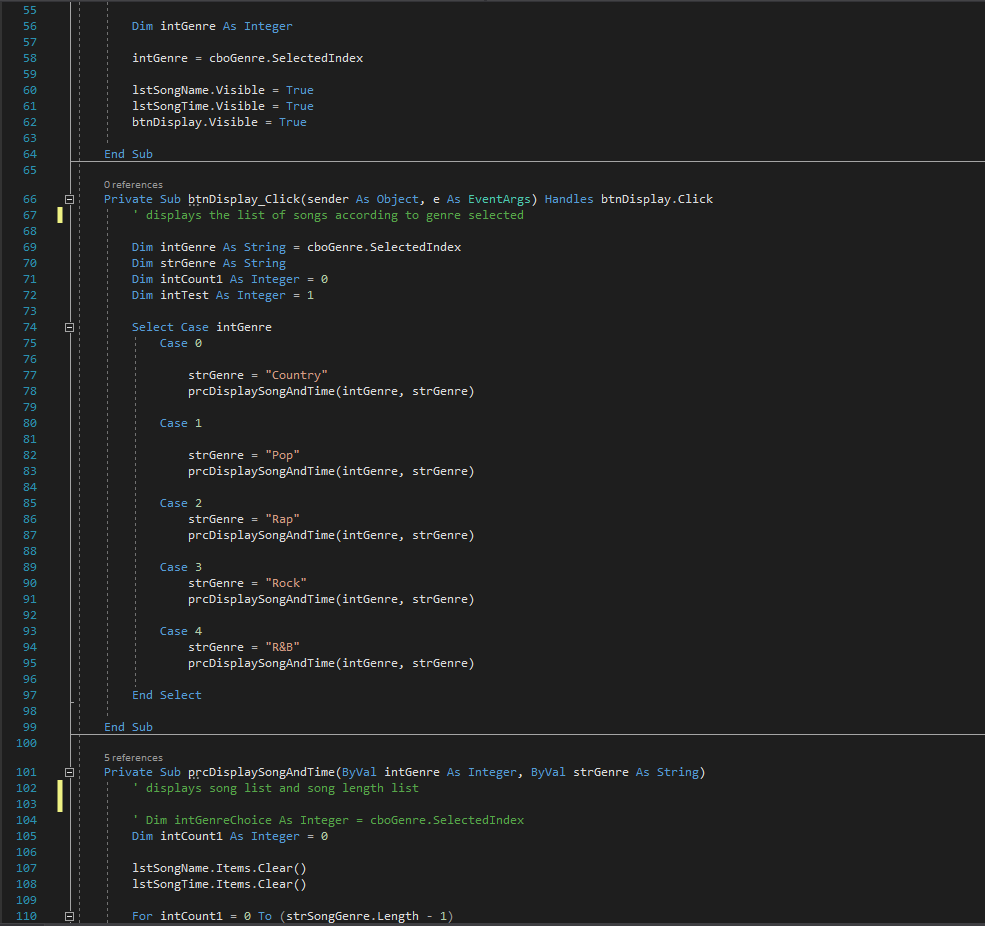 55
56 Dim intGenre As Integer
57
58 intGenre = cboGenre.SelectedIndex
59
60 lstSongName.Visible = True
61 lstSongTime.Visible = True
62 btnDisplay.Visible = True
63
64 End Sub
65
0 references
66 Private Sub btnDisplay_Click(sender As Object, e As EventArgs) Handles btnDisplay.Click
67 ' displays the list of songs according to genre selected
68
69 Dim intGenre As String = cboGenre.SelectedIndex
70 Dim strGenre As String
71 Dim intCount1 As Integer = 0
72 Dim intTest As Integer = 1
73
74 Select Case intGenre
75 Case 0
76
77 strGenre = "Country"
78 prcDisplaySongAndTime(intGenre, strGenre)
79
80 Case 1
81
82 strGenre = "Pop"
83 prcDisplaySongAndTime(intGenre, strGenre)
84
85 Case 2
86 strGenre = "Rap"
87 prcDisplaySongAndTime(intGenre, strGenre)
88
89 Case 3
90 strGenre = "Rock"
91 prcDisplaySongAndTime(intGenre, strGenre)
92
93 Case 4
94 strGenre = "R&B"
95 prcDisplaySongAndTime(intGenre, strGenre)
96
97 End Select
98
99 End Sub
100
5 references
101 Private Sub prcDisplaySongAndTime(ByVal intGenre As Integer, ByVal strGenre As String)
102 ' displays song list and song length list
103
104 ' Dim intGenreChoice As Integer = cboGenre.SelectedIndex
105 Dim intCount1 As Integer = 0
106
107 lstSongName.Items.Clear()
108 lstSongTime.Items.Clear()
109
110 For intCount1 = 0 To (strSongGenre.Length - 1)